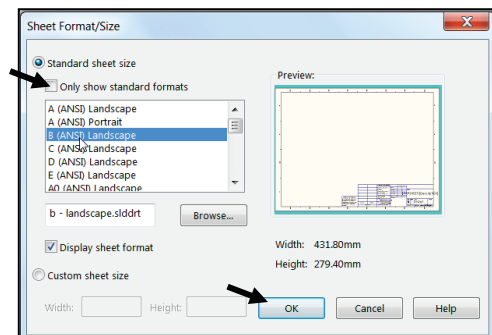 Sheet Format/Size
Standard sheet size
Only show standard formats
A (ANSI) Landscape
A (ANSI) Portrait
B (ANSI) Landscape
C (ANSI) Landscape
D (ANSI) Landscape
E (ANSI) Landscape
A0 (ANSI) Landscape
b - landscape.slddrt
Browse...
Display sheet format
Custom sheet size
Width:
Height:
Preview:
Width: 431.80mm
Height: 279.40mm
OK
Cancel
Help